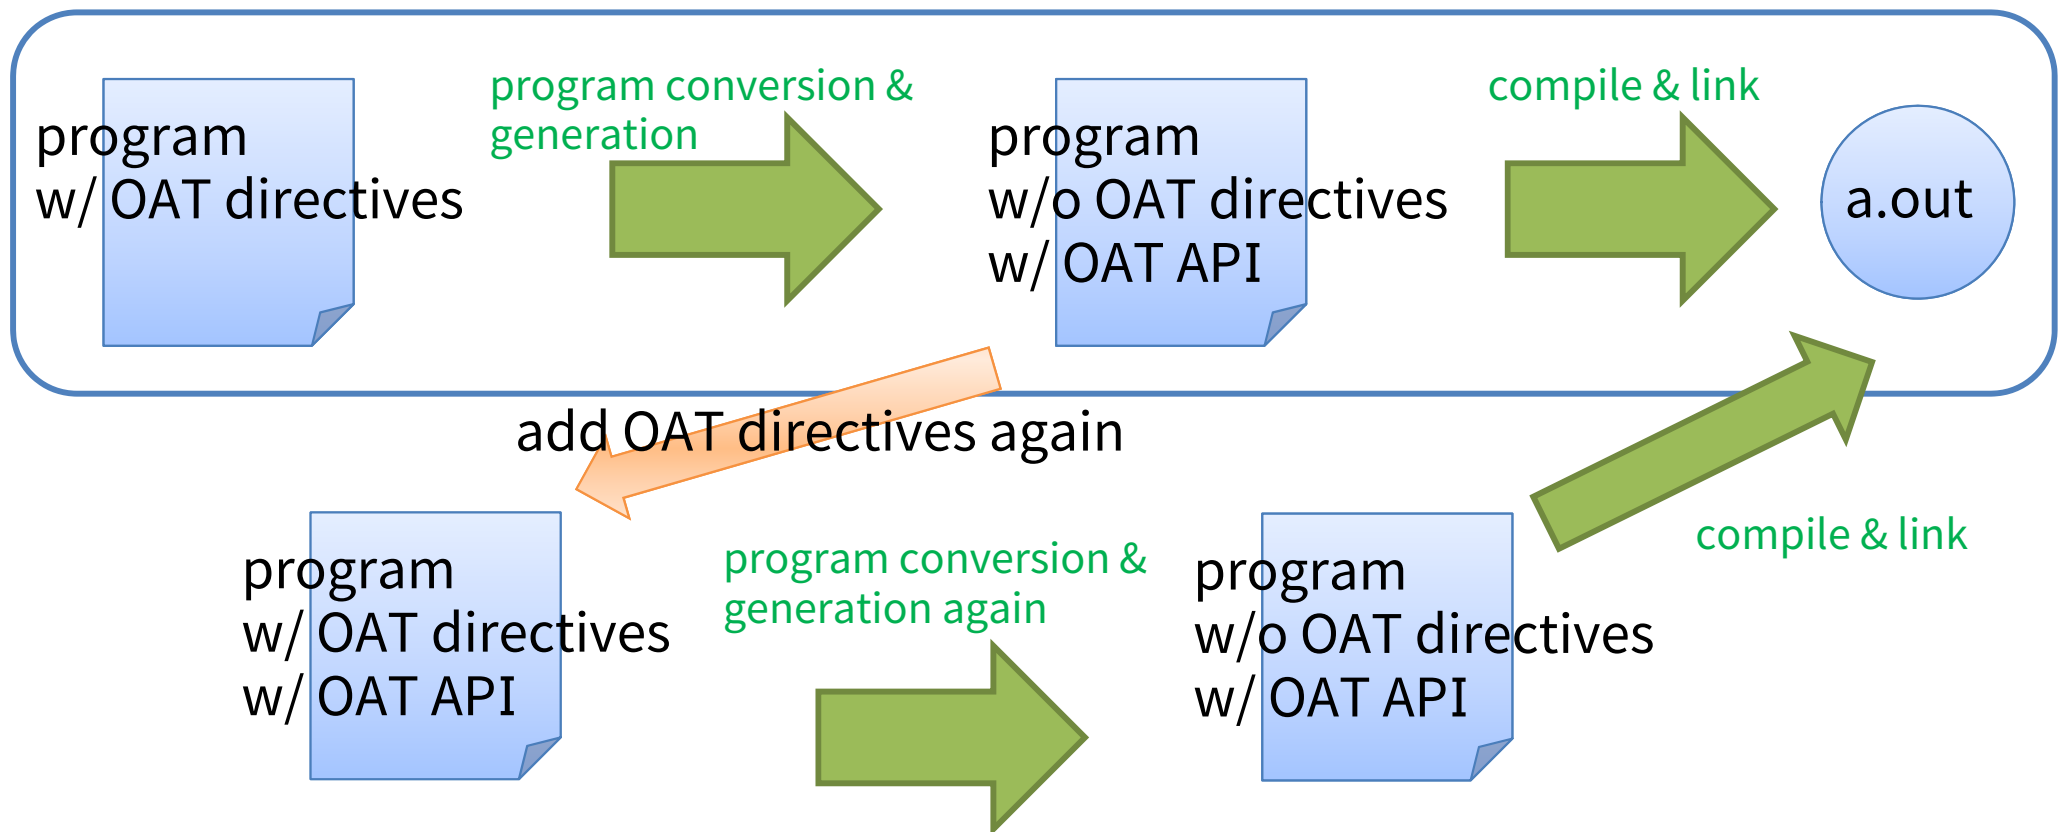 program conversion &
generation
compile & link
program
w/ OAT directives
program
w/o OAT directives
w/ OAT API
a.out
add OAT directives again
program
w/ OAT directives
w/ OAT API
program conversion &
generation again
program
w/o OAT directives
w/ OAT API
compile & link